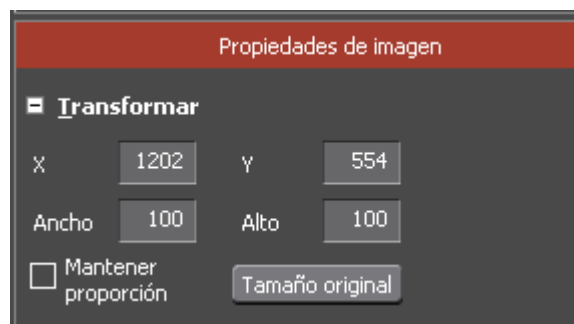 Propiedades de imagen
Transformar
X 1202 Y 554
Ancho 100 Alto 100
Mantener
proporción
Tamaño original